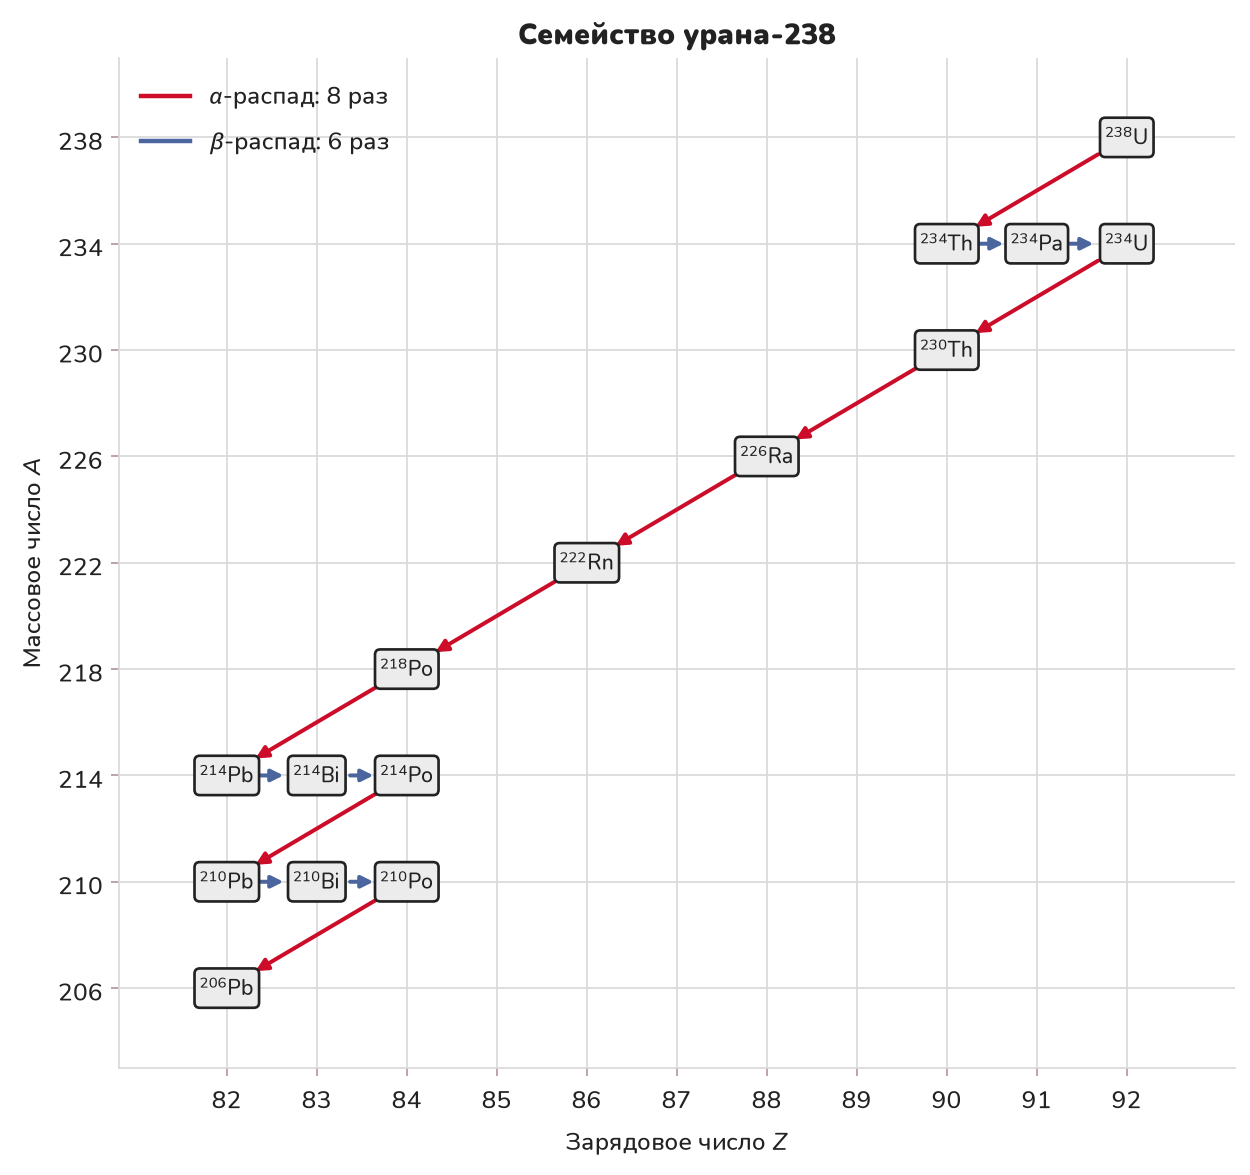 Семейство урана-238
α-распад: 8 раз
β-распад: 6 раз
238
234
230
226
222
218
214
210
206
Массовое число A
²³⁸U
²³⁴Th
²³⁴Pa
²³⁴U
²³⁰Th
²²⁶Ra
²²²Rn
²¹⁸Po
²¹⁴Pb
²¹⁴Bi
²¹⁴Po
²¹⁰Pb
²¹⁰Bi
²¹⁰Po
²⁰⁶Pb
82 83 84 85 86 87 88 89 90 91 92
Зарядовое число Z